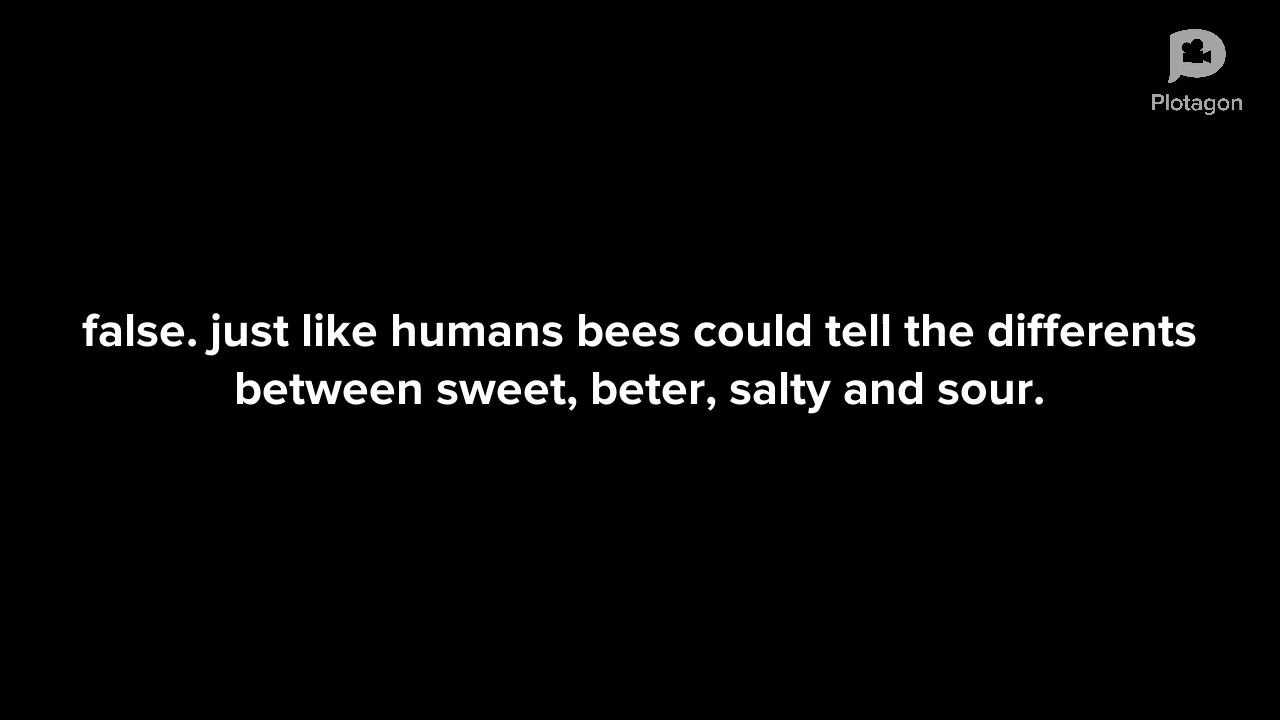 Plotagon
false. just like humans bees could tell the differents
between sweet, beter, salty and sour.